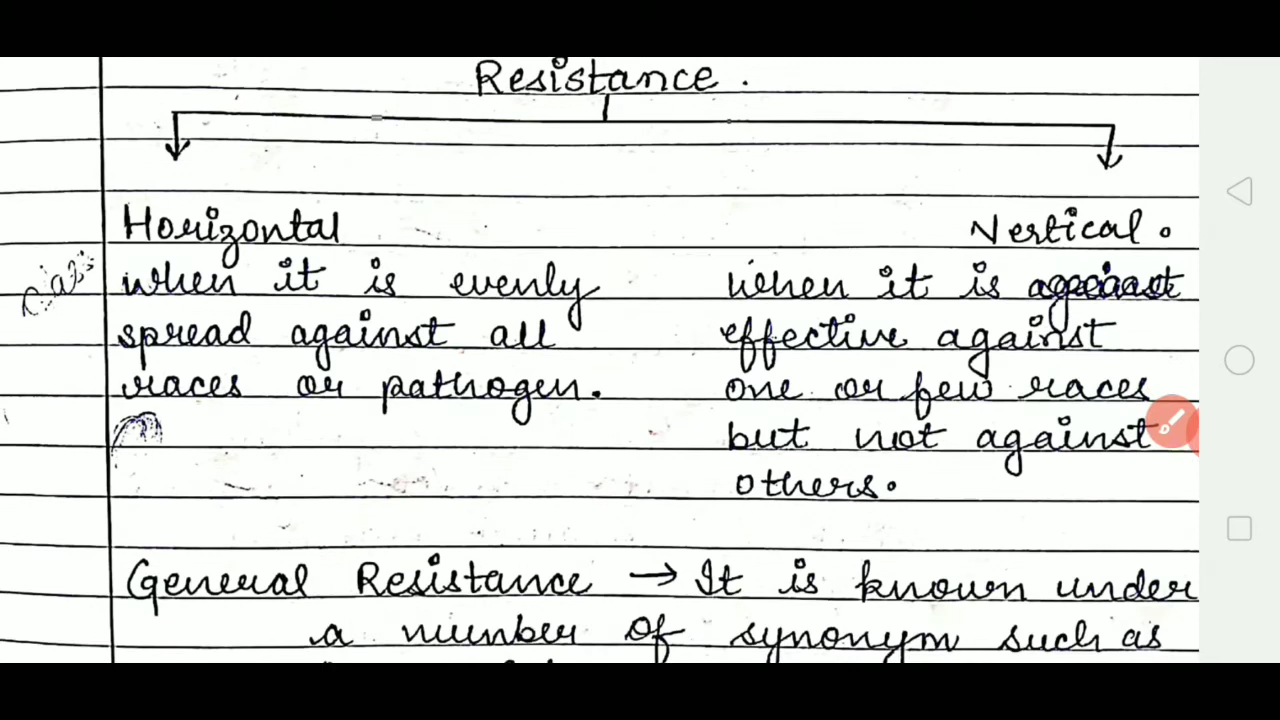 Resistance.
Horizontal
Vertical.
when it is evenly
when it is
spread against all
effective against
races or pathogen.
one or few races
but not against
others.
General Resistance → It is known under
a number of synonym such as